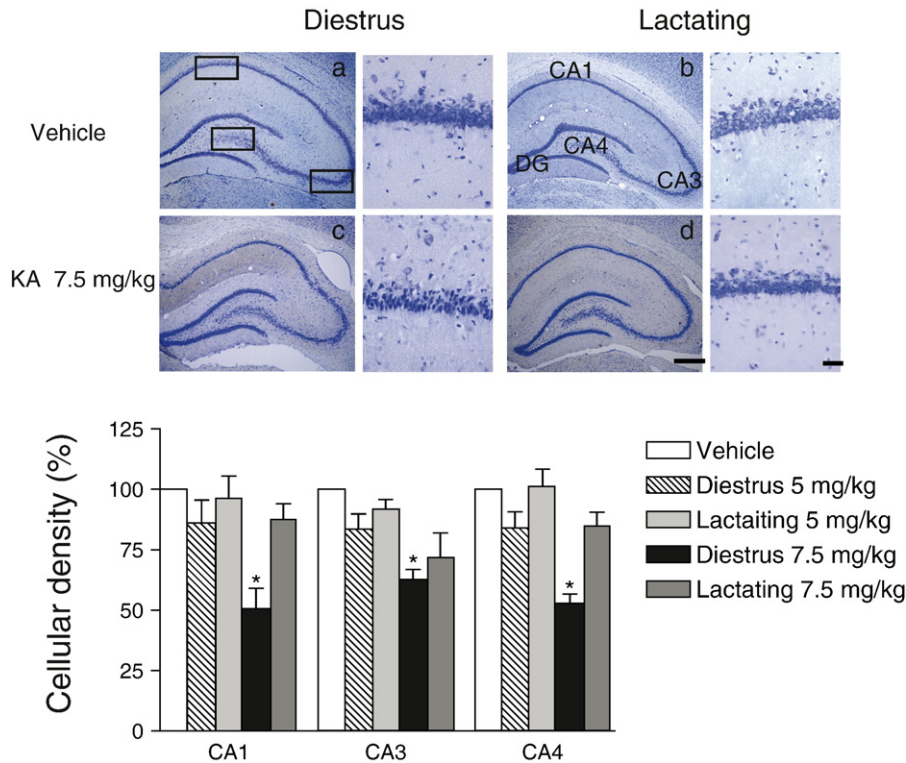 Diestrus
Lactating
Vehicle
a
b
CA1
CA4
DG
CA3
KA 7.5 mg/kg
c
d
Cellular density (%)
125
100
75
50
25
0
*
*
*
CA1
CA3
CA4
Vehicle
Diestrus 5 mg/kg
Lactaiting 5 mg/kg
Diestrus 7.5 mg/kg
Lactating 7.5 mg/kg